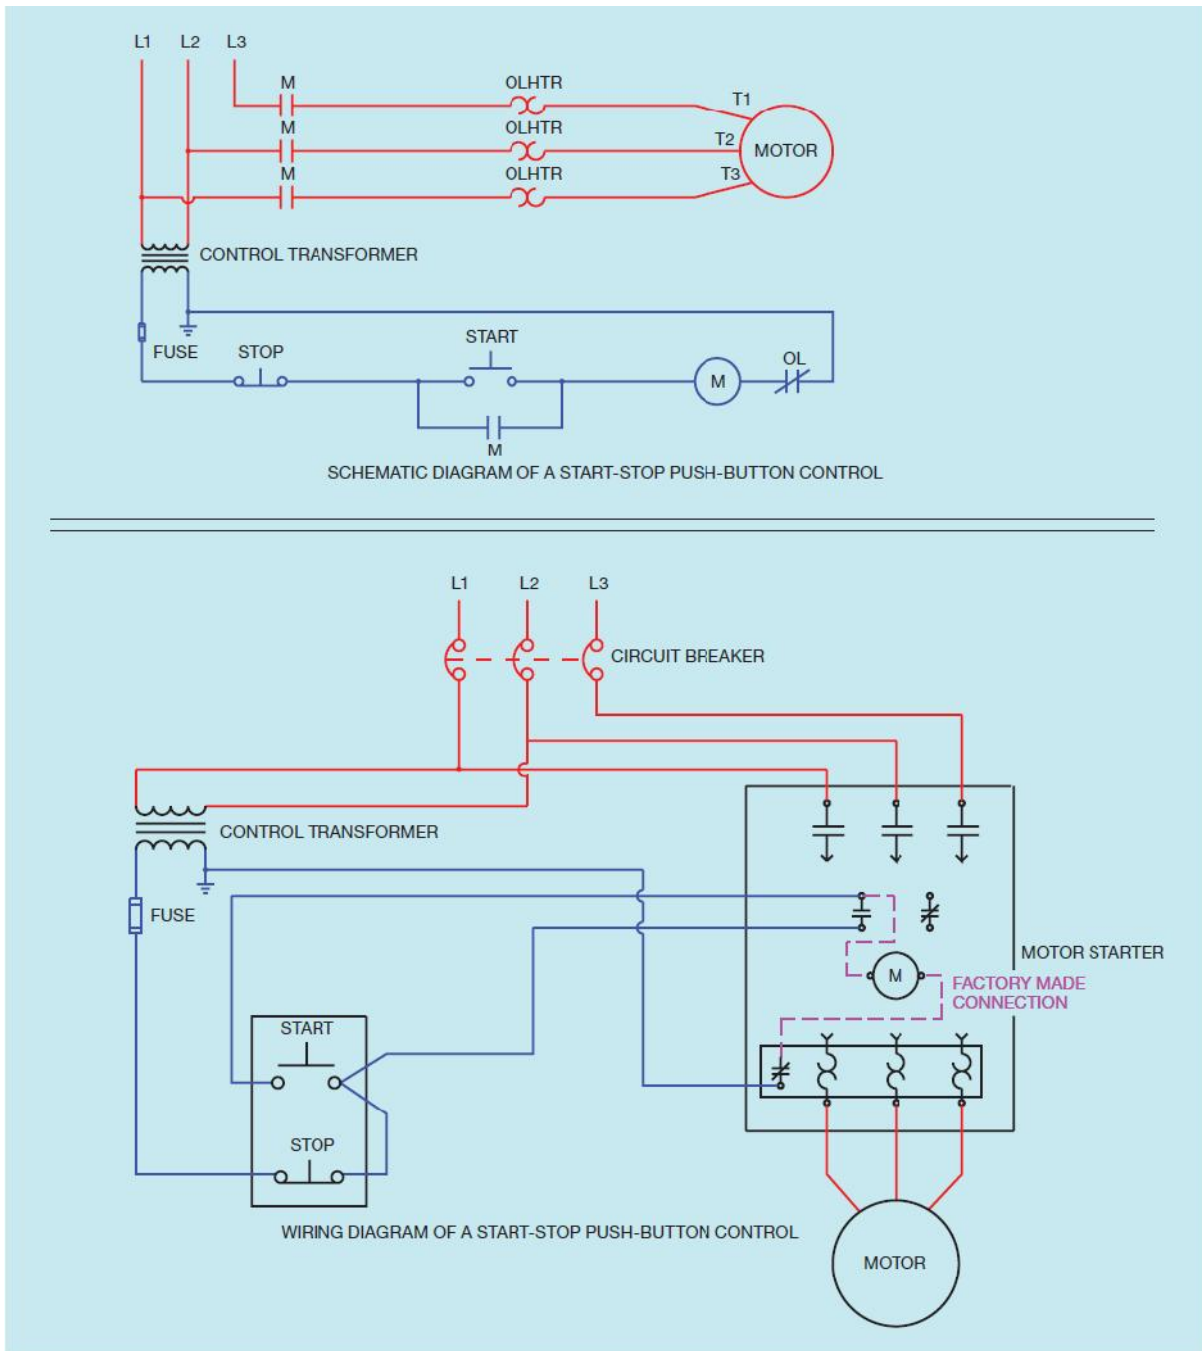 L1 L2 L3
M OLHTR T1
M OLHTR T2 MOTOR
M OLHTR T3
CONTROL TRANSFORMER
START
FUSE STOP OL
M
M
SCHEMATIC DIAGRAM OF A START-STOP PUSH-BUTTON CONTROL
L1 L2 L3
CIRCUIT BREAKER
CONTROL TRANSFORMER
FUSE
MOTOR STARTER
M
FACTORY MADE
CONNECTION
START
STOP
WIRING DIAGRAM OF A START-STOP PUSH-BUTTON CONTROL
MOTOR